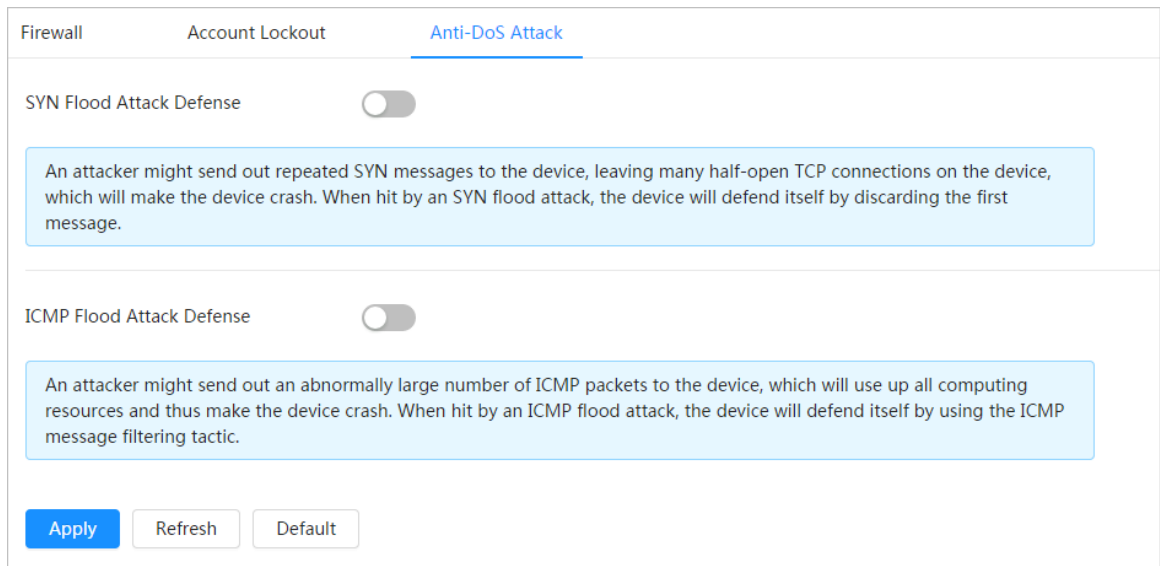 Firewall Account Lockout Anti-DoS Attack
SYN Flood Attack Defense
An attacker might send out repeated SYN messages to the device, leaving many half-open TCP connections on the device,
which will make the device crash. When hit by an SYN flood attack, the device will defend itself by discarding the first
message.
ICMP Flood Attack Defense
An attacker might send out an abnormally large number of ICMP packets to the device, which will use up all computing
resources and thus make the device crash. When hit by an ICMP flood attack, the device will defend itself by using the ICMP
message filtering tactic.
Apply Refresh Default